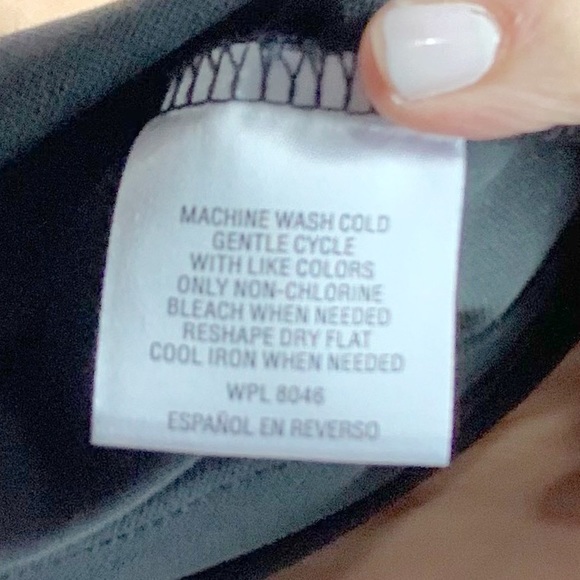 MACHINE WASH COLD
GENTLE CYCLE
WITH LIKE COLORS
ONLY NON-CHLORINE
BLEACH WHEN NEEDED
RESHAPE DRY FLAT
COOL IRON WHEN NEEDED
WPL 8046
ESPAÑOL EN REVERSO